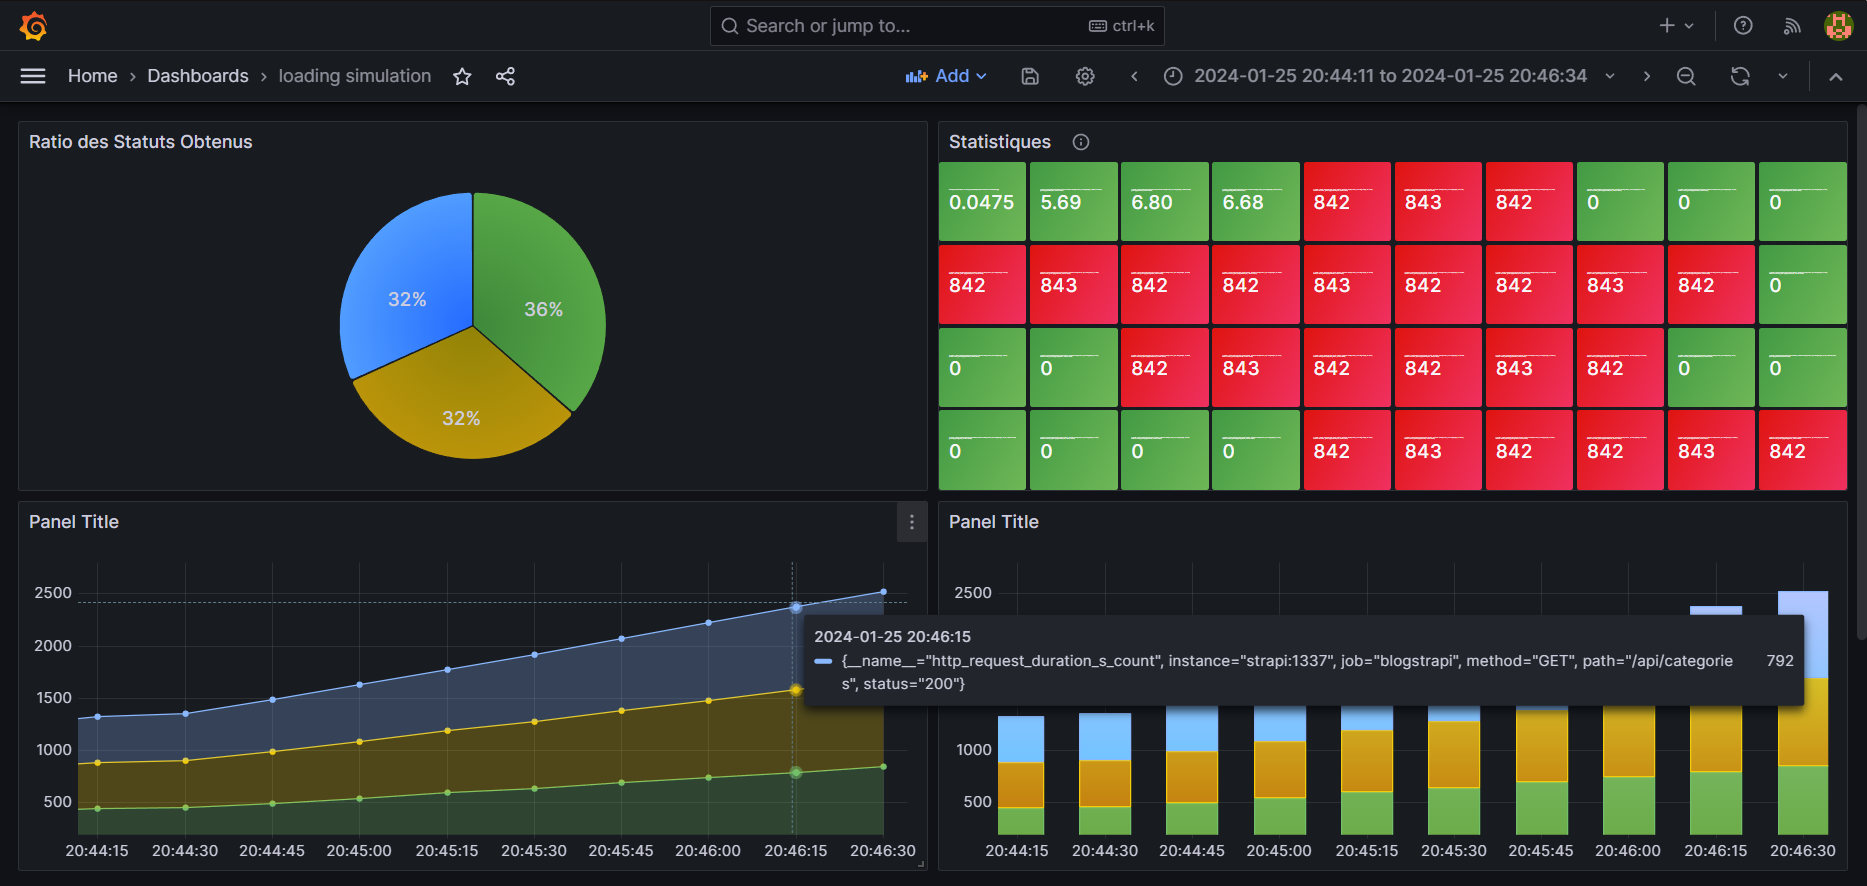 Search or jump to... ctrl+k
Home › Dashboards › loading simulation
Add
2024-01-25 20:44:11 to 2024-01-25 20:46:34
Ratio des Statuts Obtenus
32%
36%
32%
Statistiques
0.0475 5.69 6.80 6.68 842 843 842 0 0 0
842 843 842 842 843 842 842 843 842 0
0 0 842 843 842 842 843 842 0 0
0 0 0 0 842 843 842 842 843 842
Panel Title
2500
2000
1500
1000
500
20:44:15 20:44:30 20:44:45 20:45:00 20:45:15 20:45:30 20:45:45 20:46:00 20:46:15 20:46:30
Panel Title
2500
2024-01-25 20:46:15
{__name__="http_request_duration_s_count", instance="strapi:1337", job="blogstrapi", method="GET", path="/api/categorie 792
s", status="200"}
1000
500
20:44:15 20:44:30 20:44:45 20:45:00 20:45:15 20:45:30 20:45:45 20:46:00 20:46:15 20:46:30